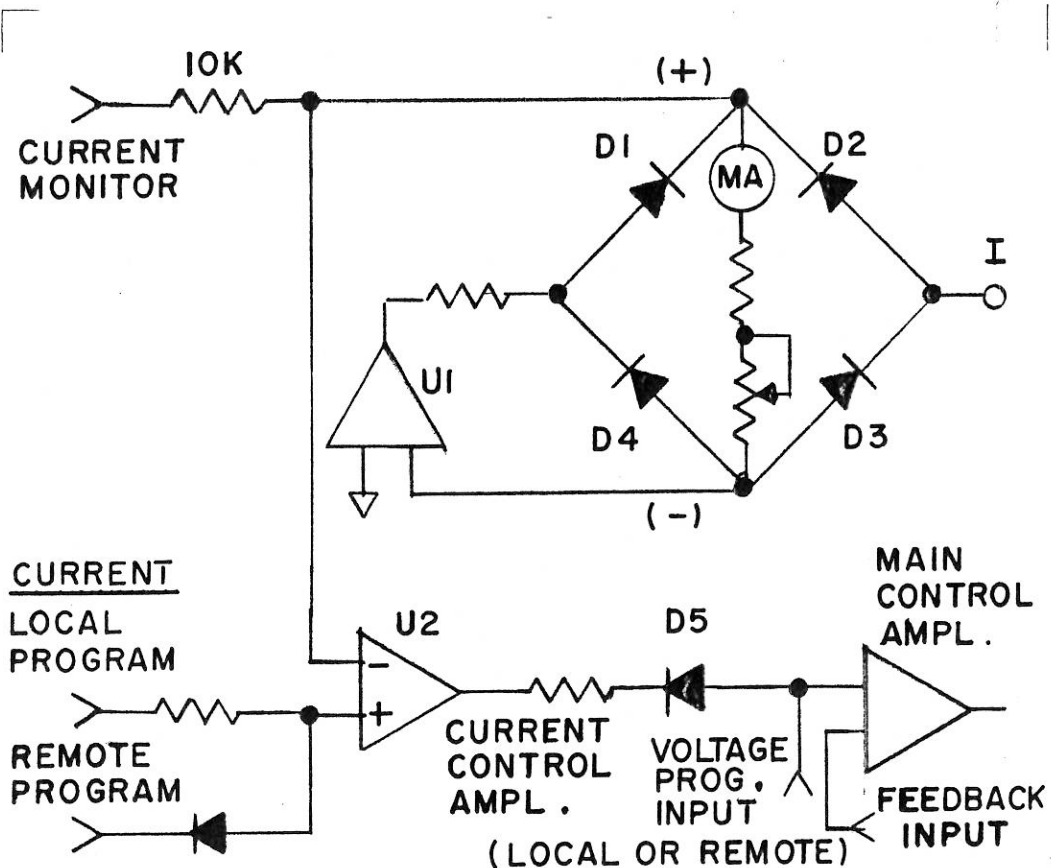 10K
(+)
CURRENT
MONITOR
D1
D2
MA
I
U1
D4
D3
(-)
CURRENT
LOCAL
PROGRAM
REMOTE
PROGRAM
U2
-
+
D5
CURRENT
CONTROL
AMPL.
VOLTAGE
PROG.
INPUT
(LOCAL OR REMOTE)
MAIN
CONTROL
AMPL.
FEEDBACK
INPUT